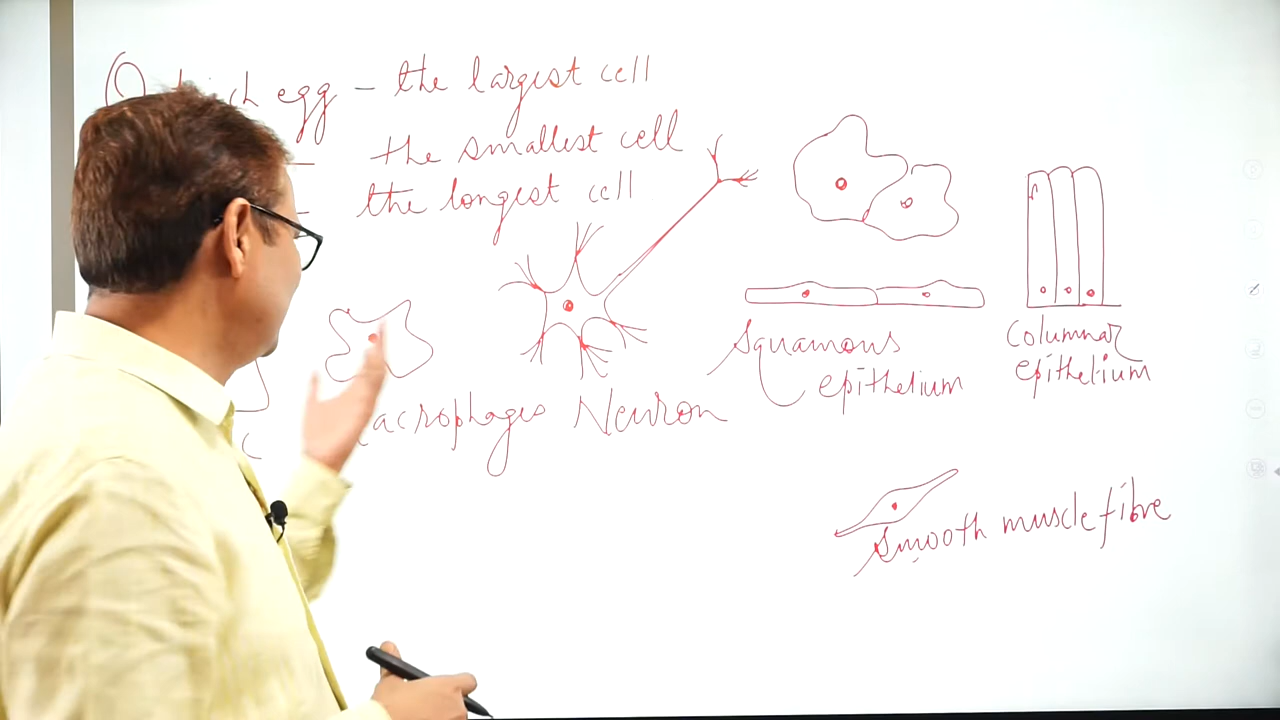 egg – the largest cell
– the smallest cell
– the longest cell
Squamous
epithelium
columnar
epithelium
acrophages
Neuron
smooth muscle fibre